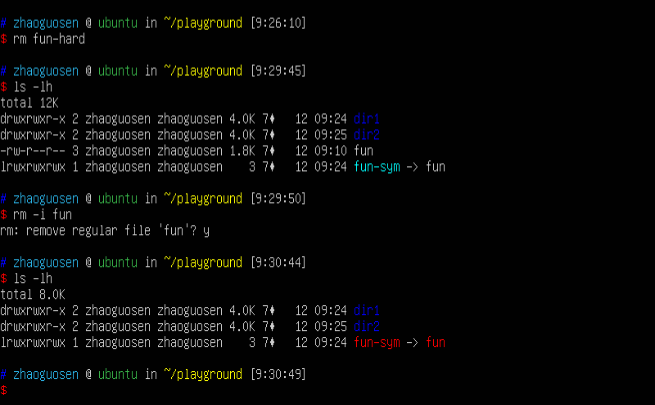 # zhaoguosen @ ubuntu in ~/playground [9:26:10]
$ rm fun-hard
# zhaoguosen @ ubuntu in ~/playground [9:29:45]
$ ls -lh
total 12K
drwxrwxr-x 2 zhaoguosen zhaoguosen 4.0K 7♦ 12 09:24 dir1
drwxrwxr-x 2 zhaoguosen zhaoguosen 4.0K 7♦ 12 09:25 dir2
-rw-r--r-- 3 zhaoguosen zhaoguosen 1.8K 7♦ 12 09:10 fun
lrwxrwxrwx 1 zhaoguosen zhaoguosen 3 7♦ 12 09:24 fun-sym -> fun
# zhaoguosen @ ubuntu in ~/playground [9:29:50]
$ rm -i fun
rm: remove regular file 'fun'? y
# zhaoguosen @ ubuntu in ~/playground [9:30:44]
$ ls -lh
total 8.0K
drwxrwxr-x 2 zhaoguosen zhaoguosen 4.0K 7♦ 12 09:24 dir1
drwxrwxr-x 2 zhaoguosen zhaoguosen 4.0K 7♦ 12 09:25 dir2
lrwxrwxrwx 1 zhaoguosen zhaoguosen 3 7♦ 12 09:24 fun-sym -> fun
# zhaoguosen @ ubuntu in ~/playground [9:30:49]
$